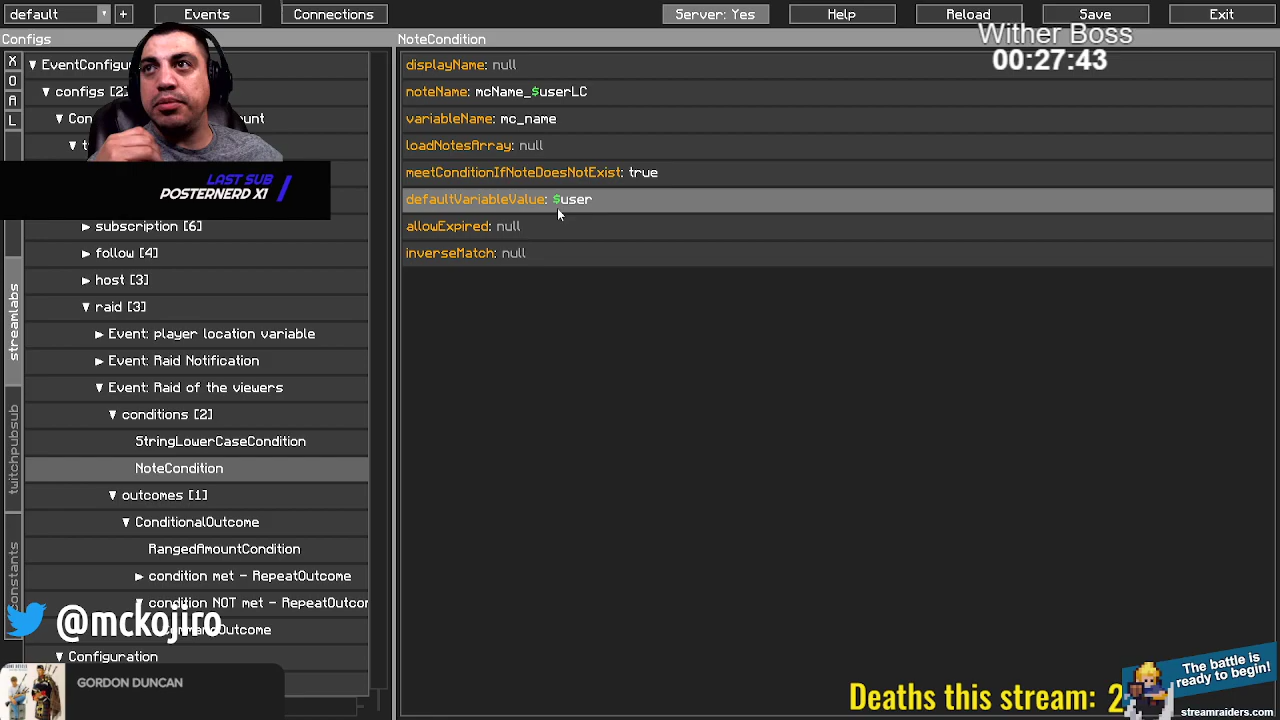 default
+
Events
Connections
Server: Yes
Help
Reload
Save
Exit
Configs
NoteCondition
Wither Boss
00:27:43
X
O
A
L
streamlabs
twitchpubsub
constants
EventConfigu
configs [2]
Con
unt
LAST SUB
POSTERNERD X1
subscription [6]
follow [4]
host [3]
raid [3]
Event: player location variable
Event: Raid Notification
Event: Raid of the viewers
conditions [2]
StringLowerCaseCondition
NoteCondition
outcomes [1]
ConditionalOutcome
RangedAmountCondition
condition met - RepeatOutcome
condition NOT met - RepeatOutcor
Outcome
Configuration
@mckojiro
GORDON DUNCAN
displayName: null
noteName: mcName_$userLC
variableName: mc_name
loadNotesArray: null
meetConditionIfNoteDoesNotExist: true
defaultVariableValue: $user
allowExpired: null
inverseMatch: null
Deaths this stream: 2
The battle is
ready to begin!
streamraiders.com